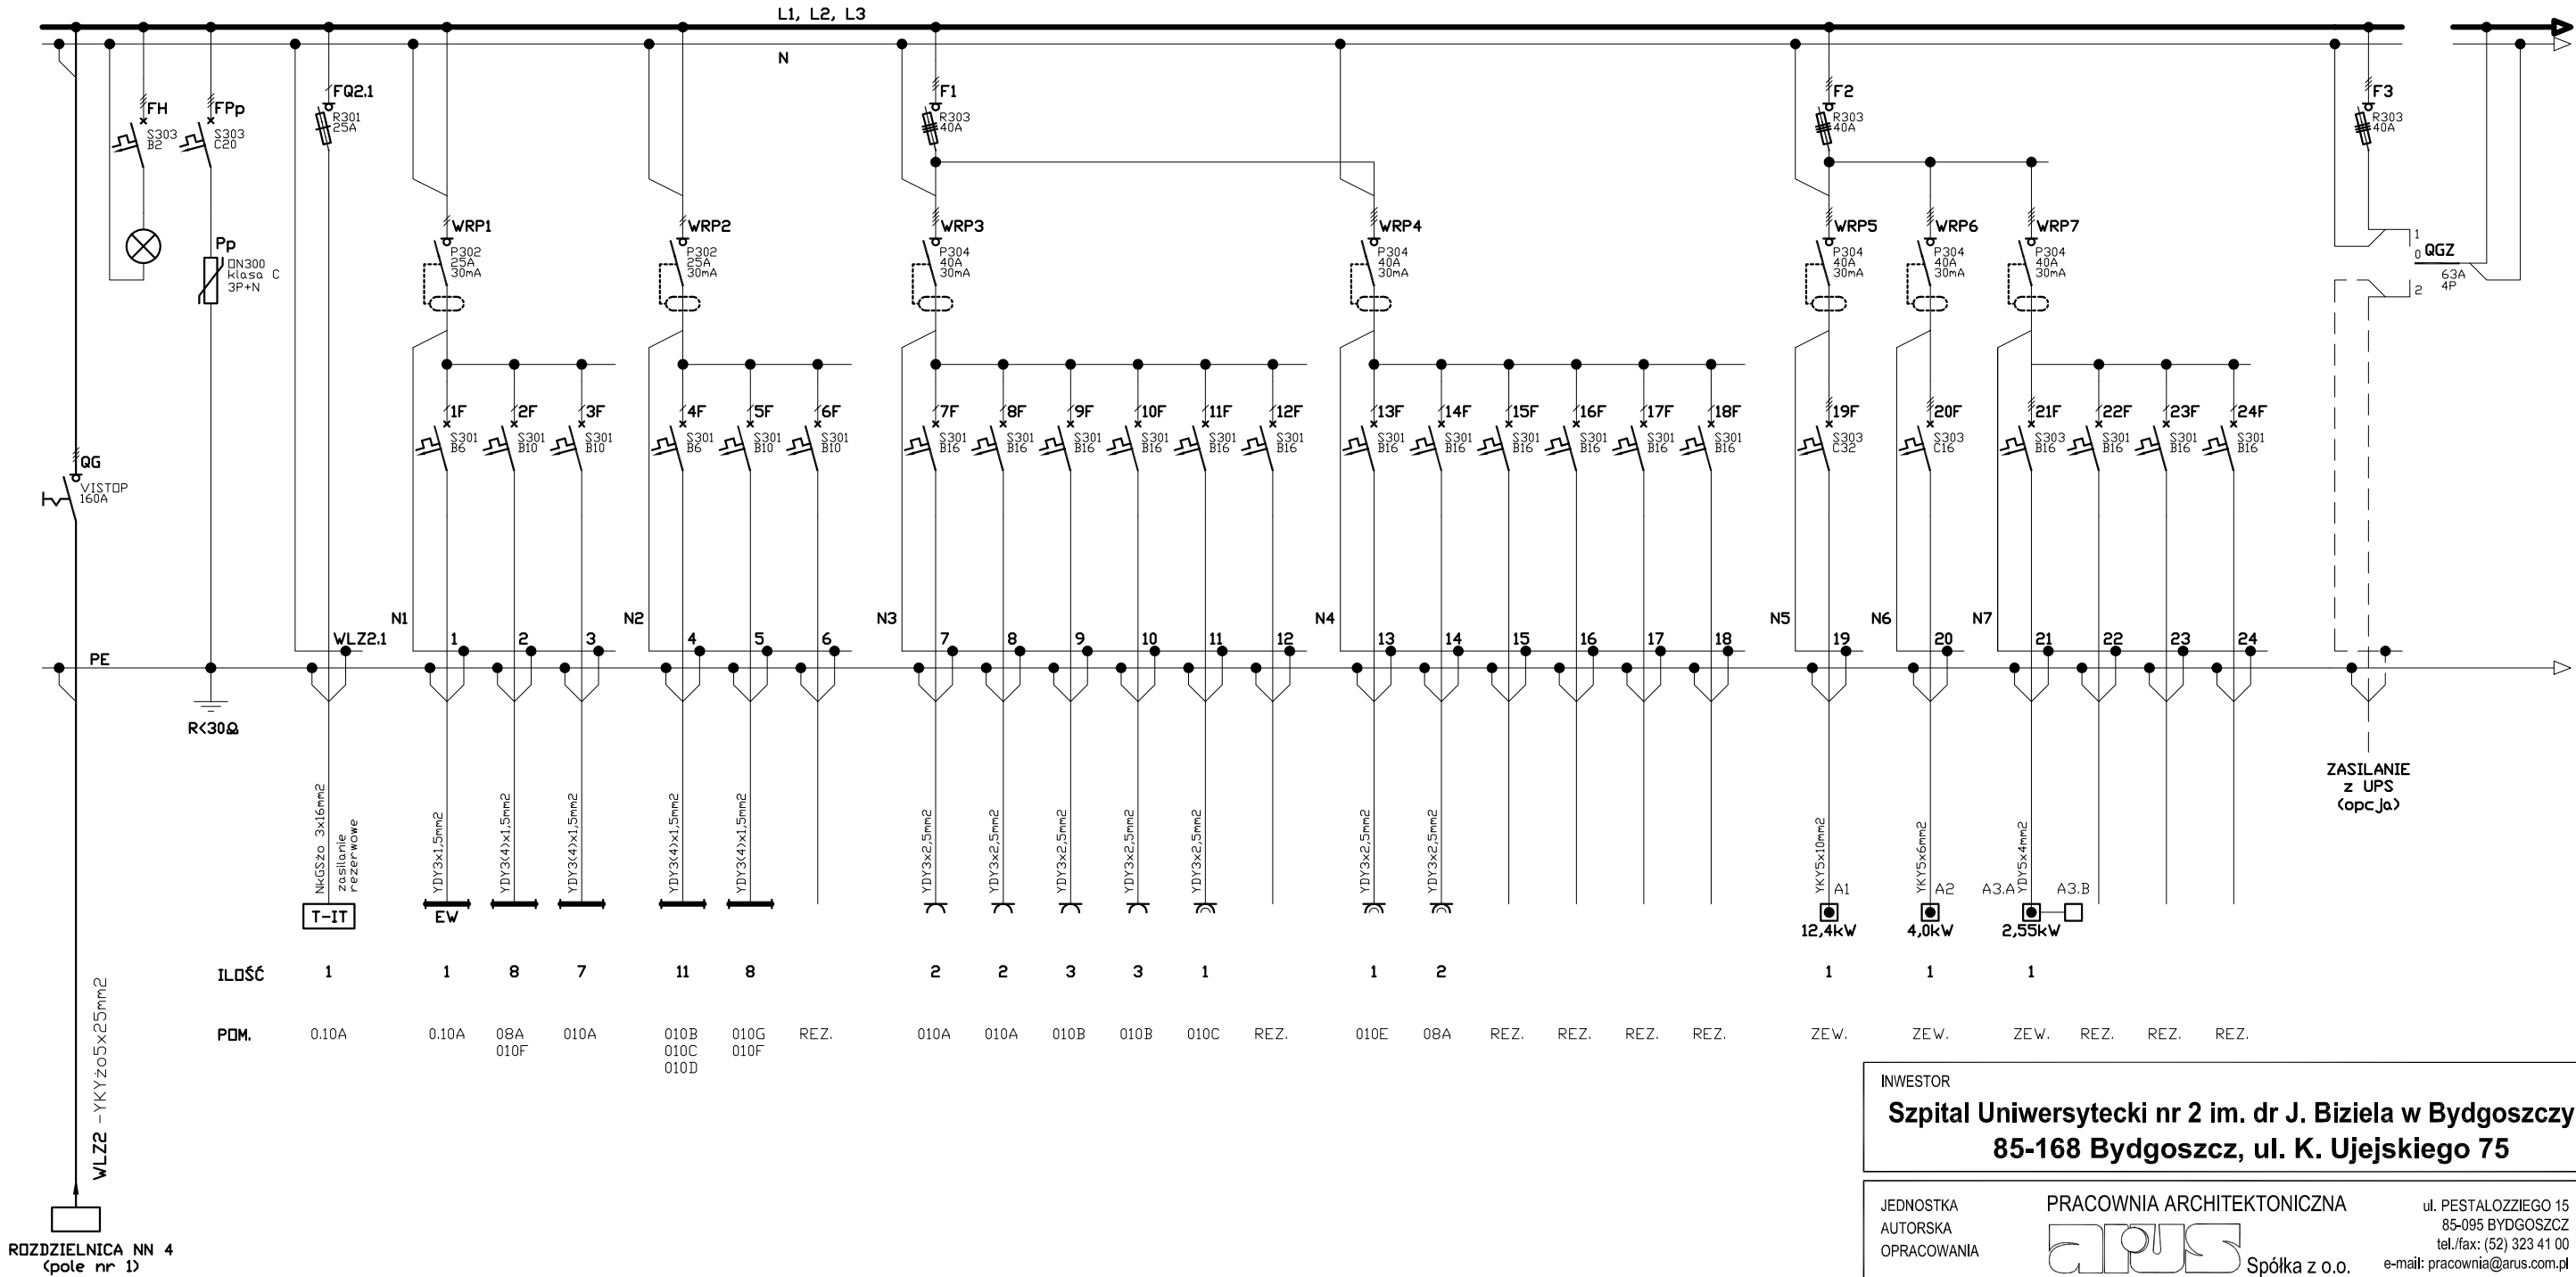 L1, L2, L3
N
FH
S303
B2
FPp
S303
C20
FQ2.1
R301
25A
F1
R303
40A
F2
R303
40A
F3
R303
40A
Pp
ON300
klasa C
3P+N
WRP1
P302
25A
30mA
WRP2
P302
25A
30mA
WRP3
P304
40A
30mA
WRP4
P304
40A
30mA
WRP5
P304
40A
30mA
WRP6
P304
40A
30mA
WRP7
P304
40A
30mA
1
0
2
QGZ
63A
4P
QG
VISTOP
160A
1F
S301
B6
2F
S301
B10
3F
S301
B10
4F
S301
B6
5F
S301
B10
6F
S301
B10
7F
S301
B16
8F
S301
B16
9F
S301
B16
10F
S301
B16
11F
S301
B16
12F
S301
B16
13F
S301
B16
14F
S301
B16
15F
S301
B16
16F
S301
B16
17F
S301
B16
18F
S301
B16
19F
S303
C32
20F
S303
C16
21F
S303
B16
22F
S301
B16
23F
S301
B16
24F
S301
B16
N1 N2 N3 N4 N5 N6 N7
PE
WLZ2.1 1 2 3 4 5 6 7 8 9 10 11 12 13 14 15 16 17 18 19 20 21 22 23 24
R<30Ω
NkGSżo 3x16mm2
zasilanie
rezerwowe
YDY3x1,5mm2
YDY3(4)x1,5mm2
YDY3(4)x1,5mm2
YDY3(4)x1,5mm2
YDY3(4)x1,5mm2
YDY3x2,5mm2
YDY3x2,5mm2
YDY3x2,5mm2
YDY3x2,5mm2
YDY3x2,5mm2
YDY3x2,5mm2
YDY3x2,5mm2
YKY5x10mm2
YKY5x6mm2
YDY5x4mm2
ZASILANIE
z UPS
(opcja)
T-IT
EW
A1
12,4kW
A2
4,0kW
A3.A
A3.B
2,55kW
ILOŚĆ 1 1 8 7 11 8 2 2 3 3 1 1 2 1 1 1
POM. 0.10A 0.10A 08A 010A 010B 010G REZ. 010A 010A 010B 010B 010C REZ. 010E 08A REZ. REZ. REZ. REZ. ZEW. ZEW. ZEW. REZ. REZ. REZ.
010F 010C 010F
010D
WLZ2 -YKYżo5x25mm2
ROZDZIELNICA NN 4
(pole nr 1)
INWESTOR
Szpital Uniwersytecki nr 2 im. dr J. Biziela w Bydgoszczy
85-168 Bydgoszcz, ul. K. Ujejskiego 75
JEDNOSTKA
AUTORSKA
OPRACOWANIA
PRACOWNIA ARCHITEKTONICZNA
arus
Spółka z o.o.
ul. PESTALOZZIEGO 15
85-095 BYDGOSZCZ
tel./fax: (52) 323 41 00
e-mail: pracownia@arus.com.pl